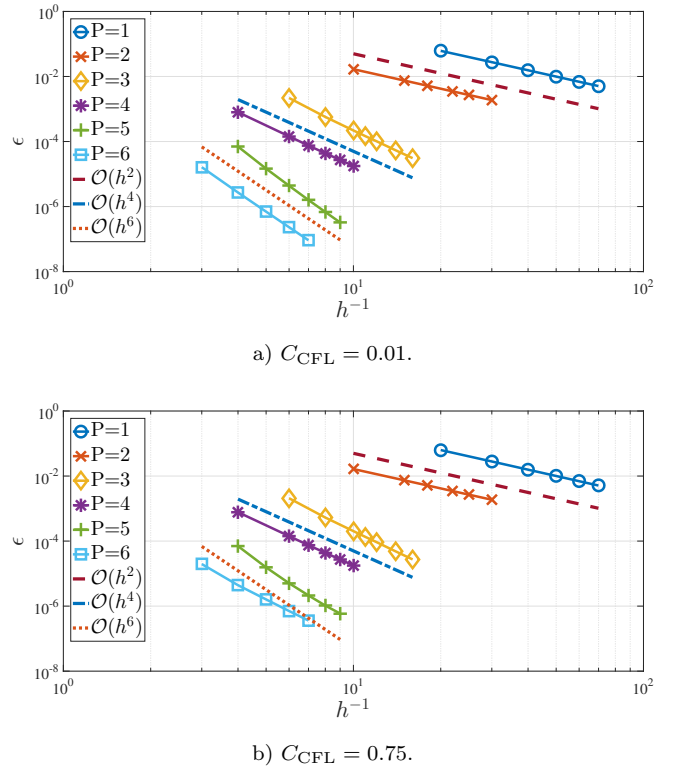 10^0
10^-2
10^-4
10^-6
10^-8
ϵ
P=1
P=2
P=3
P=4
P=5
P=6
𝒪(h^2)
𝒪(h^4)
𝒪(h^6)
10^0
10^1
10^2
h^-1
a) C_CFL = 0.01.
10^0
10^-2
10^-4
10^-6
10^-8
ϵ
P=1
P=2
P=3
P=4
P=5
P=6
𝒪(h^2)
𝒪(h^4)
𝒪(h^6)
10^0
10^1
10^2
h^-1
b) C_CFL = 0.75.